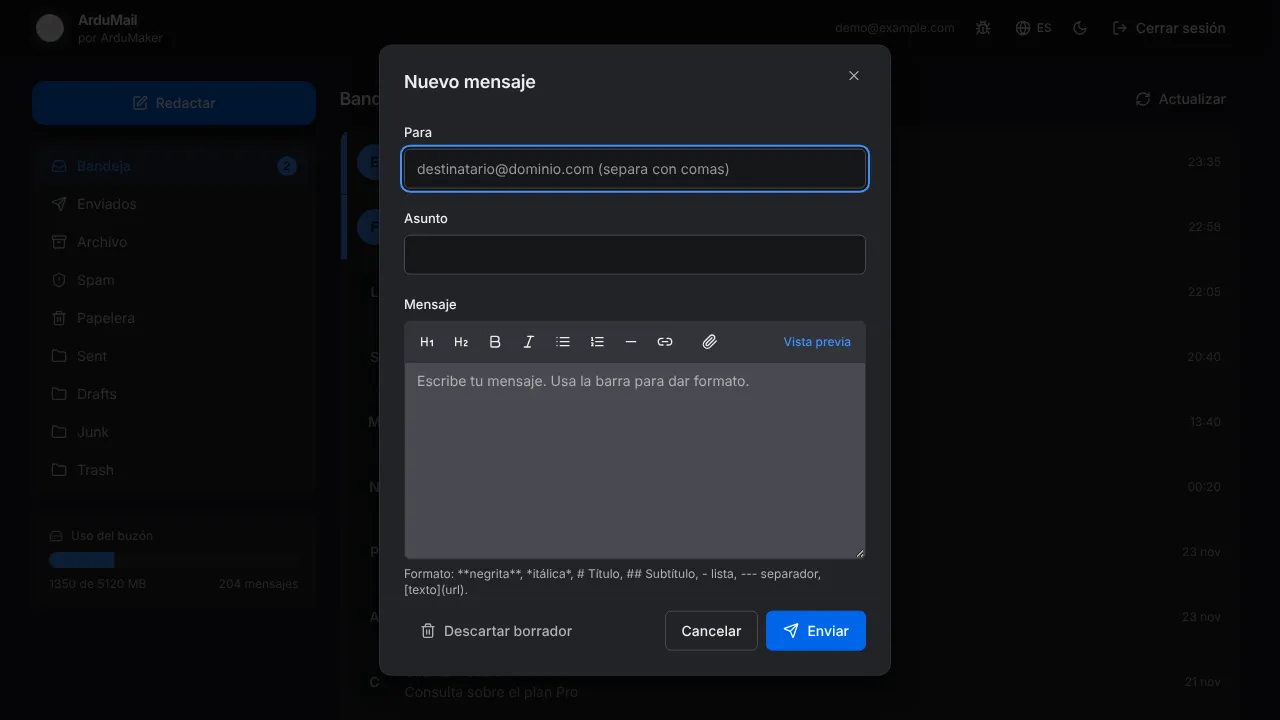 ArduMail
por ArduMaker
demo@example.com
ES
Cerrar sesión
Redactar
Band
Actualizar
Bandeja
2
Enviados
Archivo
Spam
Papelera
Sent
Drafts
Junk
Trash
Uso del buzón
1350 de 5120 MB
204 mensajes
E
23:35
F
22:58
L
22:05
S
20:40
M
13:40
N
00:20
P
23 nov
A
23 nov
C
21 nov
Consulta sobre el plan Pro
Nuevo mensaje
Para
destinatario@dominio.com (separa con comas)
Asunto
Mensaje
H1 H2 B I
Vista previa
Escribe tu mensaje. Usa la barra para dar formato.
Formato: **negrita**, *itálica*, # Título, ## Subtítulo, - lista, --- separador,
[texto](url).
Descartar borrador
Cancelar
Enviar